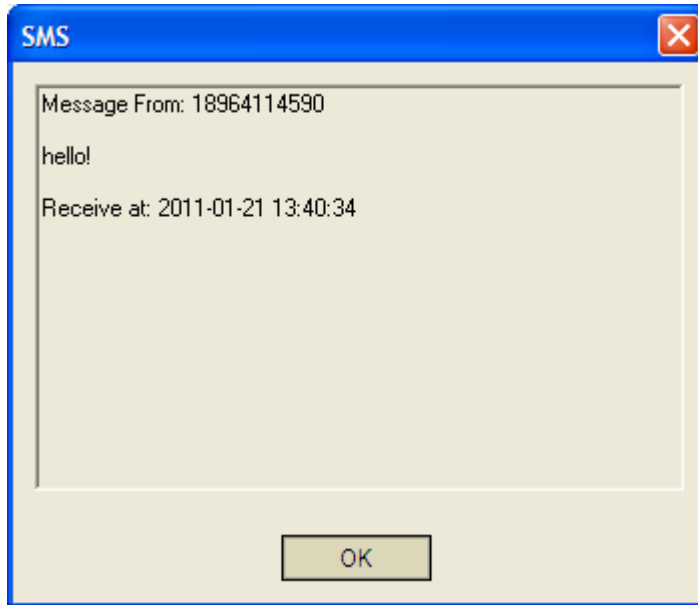 SMS
Message From: 18964114590
hello!
Receive at: 2011-01-21 13:40:34
OK